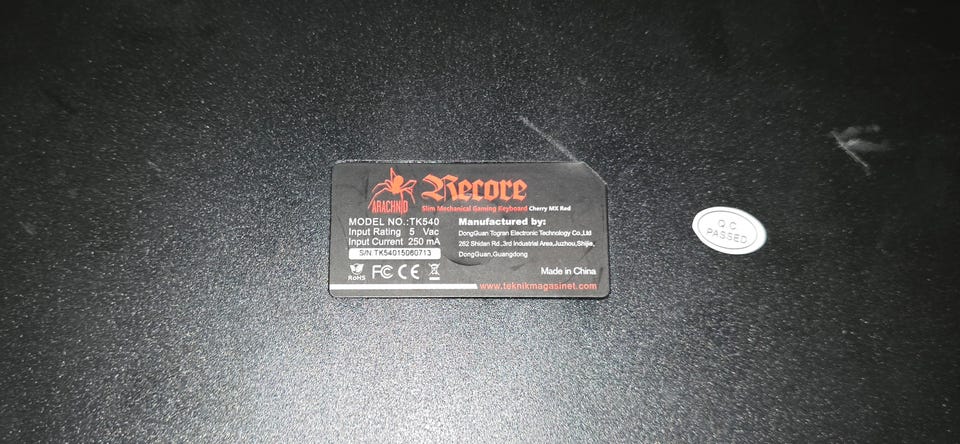 ARACHNID
Recore
Slim Mechanical Gaming Keyboard Cherry MX Red
MODEL NO.:TK540
Input Rating 5 Vac
Input Current 250 mA
S/N TK54015060713
RoHS FC CE
Manufactured by:
DongGuan Togran Electronic Technology Co.,Ltd
262 Shidan Rd.,3rd Industrial Area,Juzhou,Shijie,
DongGuan,Guangdong
Made in China
www.teknikmagasinet.com
Q.C
PASSED